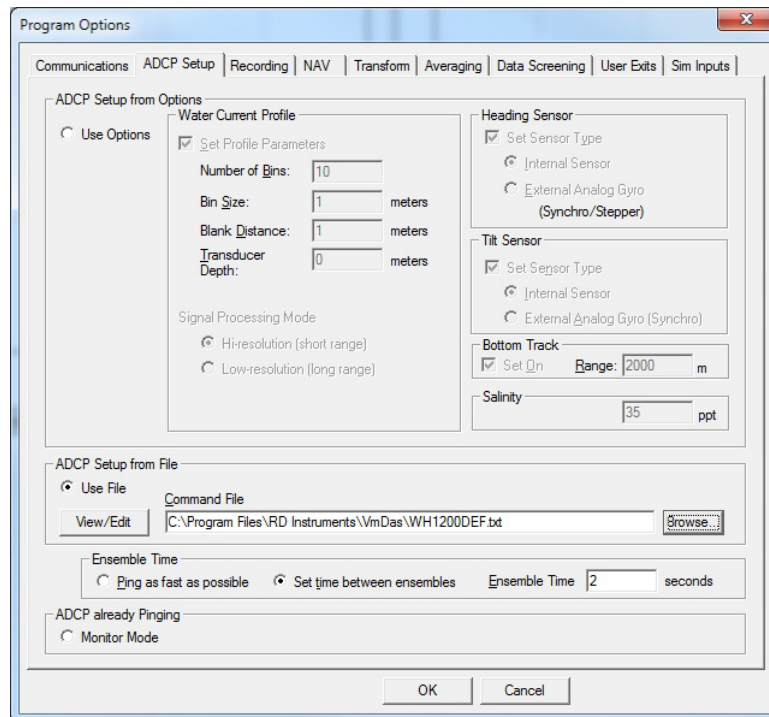 Program Options
Communications ADCP Setup Recording NAV Transform Averaging Data Screening User Exits Sim Inputs
ADCP Setup from Options
Use Options
Water Current Profile
Set Profile Parameters
Number of Bins: 10
Bin Size: 1 meters
Blank Distance: 1 meters
Transducer Depth: 0 meters
Signal Processing Mode
Hi-resolution (short range)
Low-resolution (long range)
Heading Sensor
Set Sensor Type
Internal Sensor
External Analog Gyro
(Synchro/Stepper)
Tilt Sensor
Set Sensor Type
Internal Sensor
External Analog Gyro (Synchro)
Bottom Track
Set On Range: 2000 m
Salinity
35 ppt
ADCP Setup from File
Use File
Command File
View/Edit C:\Program Files\RD Instruments\VmDas\WH1200DEF.txt Browse...
Ensemble Time
Ping as fast as possible Set time between ensembles Ensemble Time 2 seconds
ADCP already Pinging
Monitor Mode
OK Cancel